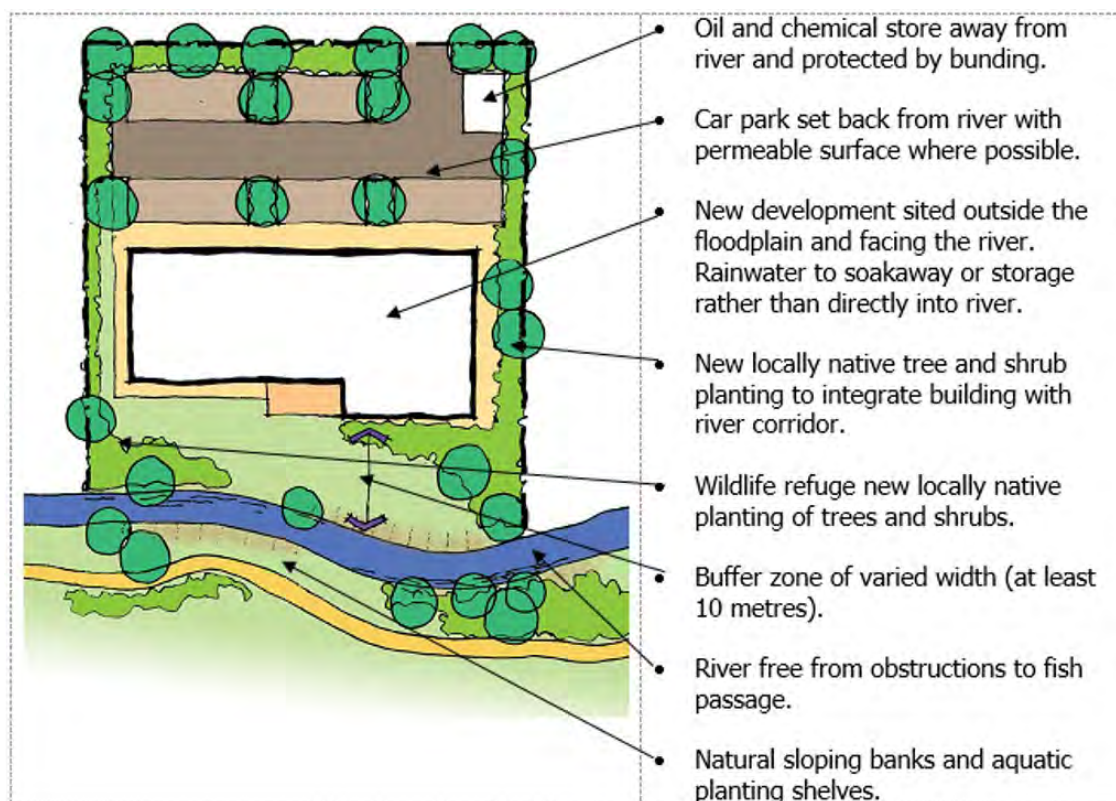 • Oil and chemical store away from
river and protected by bunding.
• Car park set back from river with
permeable surface where possible.
• New development sited outside the
floodplain and facing the river.
Rainwater to soakaway or storage
rather than directly into river.
• New locally native tree and shrub
planting to integrate building with
river corridor.
• Wildlife refuge new locally native
planting of trees and shrubs.
• Buffer zone of varied width (at least
10 metres).
• River free from obstructions to fish
passage.
• Natural sloping banks and aquatic
planting shelves.